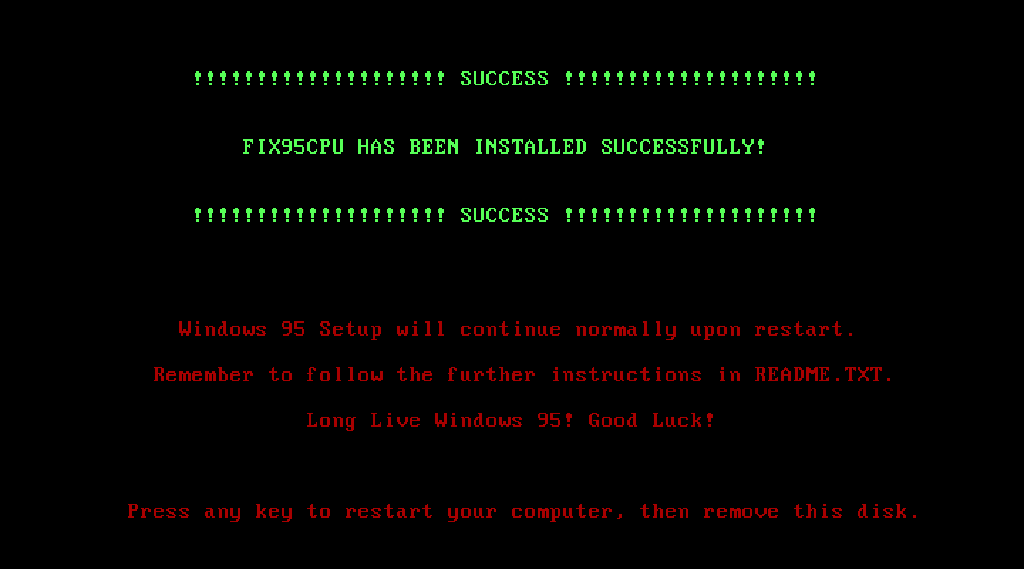 !!!!!!!!!!!!!!!!!!!! SUCCESS !!!!!!!!!!!!!!!!!!!!
FIX95CPU HAS BEEN INSTALLED SUCCESSFULLY!
!!!!!!!!!!!!!!!!!!!! SUCCESS !!!!!!!!!!!!!!!!!!!!
Windows 95 Setup will continue normally upon restart.
Remember to follow the further instructions in README.TXT.
Long Live Windows 95! Good Luck!
Press any key to restart your computer, then remove this disk.